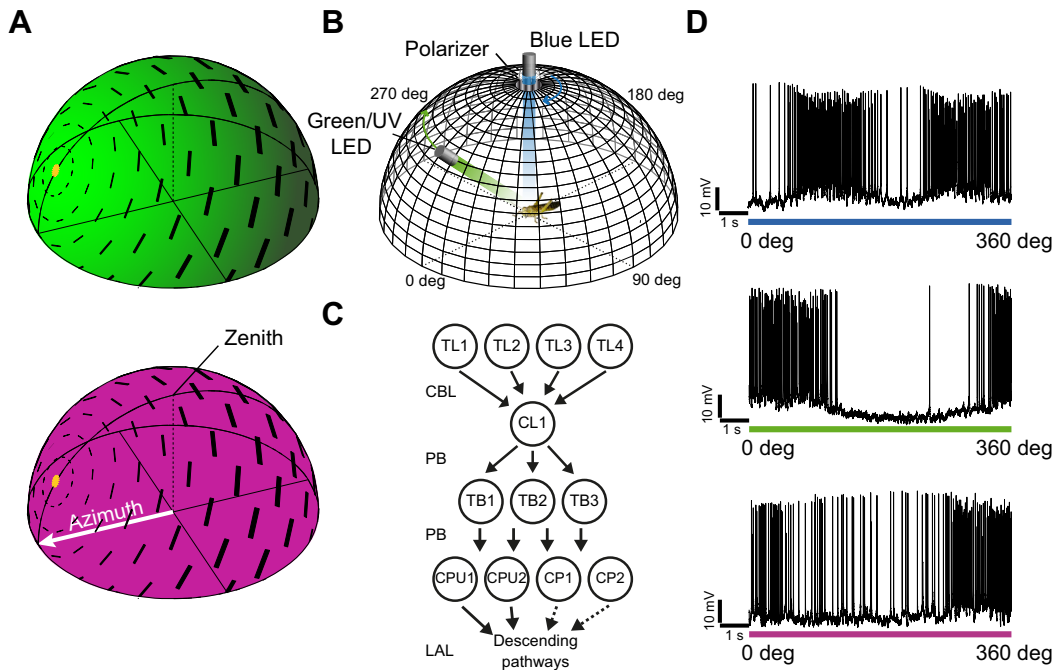 A
Zenith
Azimuth
B
Blue LED
Polarizer
270 deg
180 deg
Green/UV
LED
0 deg
90 deg
C
TL1
TL2
TL3
TL4
CBL
CL1
PB
TB1
TB2
TB3
PB
CPU1
CPU2
CP1
CP2
LAL
Descending
pathways
D
10 mV
1 s
0 deg
360 deg
10 mV
1 s
0 deg
360 deg
10 mV
1 s
0 deg
360 deg